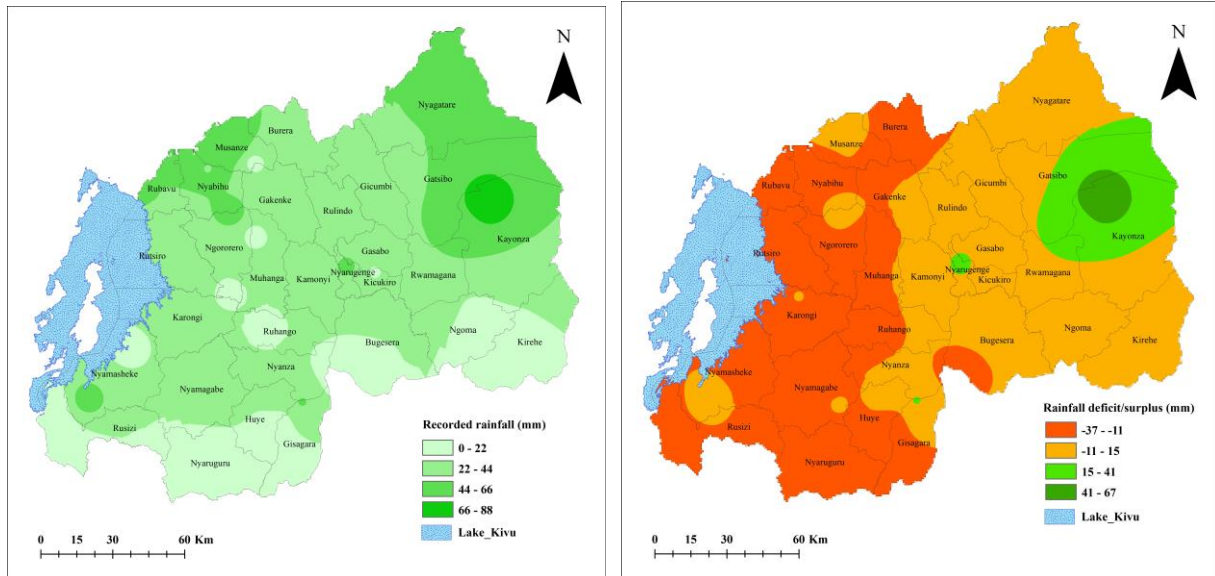 N
Nyagatare
Burera
Musanze
Rubavu
Nyabihu
Gatsibo
Gicumbi
Gakenke
Rulindo
Kayonza
Ngororero
Gasabo
Rutsiro
Muhanga
Kamonyi
Nyarugenge
Rwamagana
Kicukiro
Karongi
Ruhango
Ngoma
Bugesera
Kirehe
Nyanza
Nyamasheke
Nyamagabe
Huye
Rusizi
Gisagara
Nyaruguru
Recorded rainfall (mm)
0 - 22
22 - 44
44 - 66
66 - 88
Lake_Kivu
0 15 30 60 Km
N
Nyagatare
Burera
Musanze
Rubavu
Nyabihu
Gatsibo
Gicumbi
Gakenke
Rulindo
Kayonza
Ngororero
Gasabo
Rutsiro
Muhanga
Kamonyi
Nyarugenge
Rwamagana
Kicukiro
Karongi
Ruhango
Ngoma
Bugesera
Kirehe
Nyanza
Nyamasheke
Nyamagabe
Huye
Rusizi
Gisagara
Nyaruguru
Rainfall deficit/surplus (mm)
-37 - -11
-11 - 15
15 - 41
41 - 67
Lake_Kivu
0 15 30 60 Km